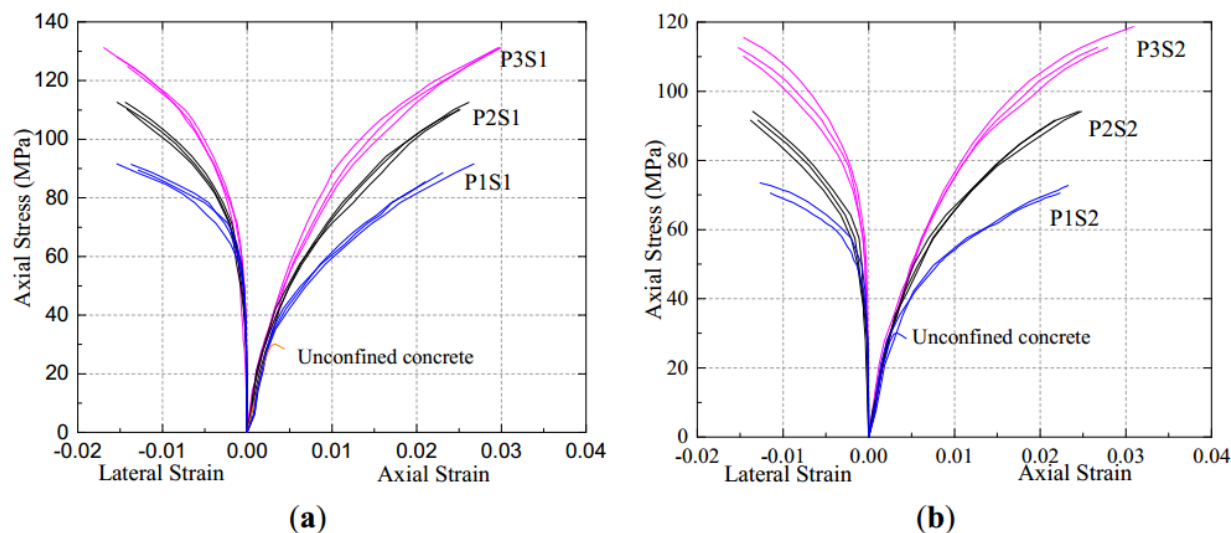 140
120
100
80
60
40
20
0
Axial Stress (MPa)
P3S1
P2S1
P1S1
Unconfined concrete
-0.02 -0.01 0.00 0.01 0.02 0.03 0.04
Lateral Strain Axial Strain
(a)
120
100
80
60
40
20
0
Axial Stress (MPa)
P3S2
P2S2
P1S2
Unconfined concrete
-0.02 -0.01 0.00 0.01 0.02 0.03 0.04
Lateral Strain Axial Strain
(b)